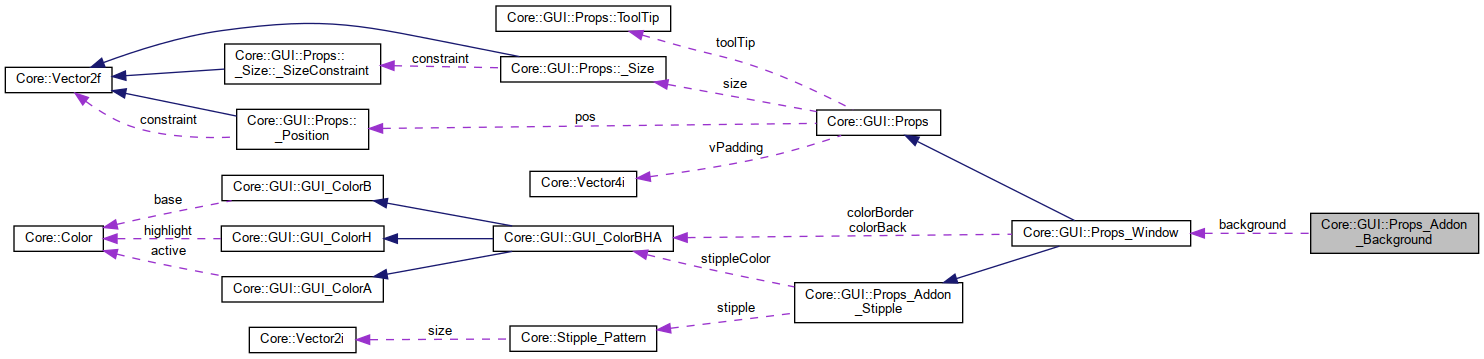 Core::GUI::Props::ToolTip
toolTip
Core::GUI::Props::
_Size::_SizeConstraint
constraint
Core::GUI::Props::_Size
Core::Vector2f
size
constraint
Core::GUI::Props::
_Position
pos
Core::GUI::Props
vPadding
Core::Vector4i
Core::GUI::GUI_ColorB
base
Core::Color
highlight
Core::GUI::GUI_ColorH
Core::GUI::GUI_ColorBHA
colorBorder
colorBack
Core::GUI::Props_Window
background
Core::GUI::Props_Addon
_Background
active
Core::GUI::GUI_ColorA
stippleColor
Core::GUI::Props_Addon
_Stipple
stipple
Core::Vector2i
size
Core::Stipple_Pattern